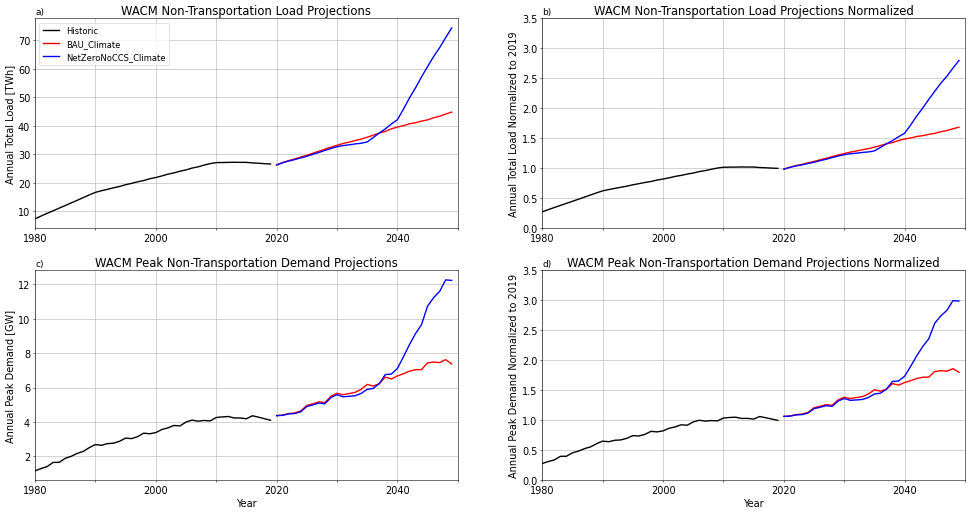 a)
WACM Non-Transportation Load Projections
Annual Total Load [TWh]
70
60
50
40
30
20
10
Historic
BAU_Climate
NetZeroNoCCS_Climate
1980
2000
2020
2040
b)
WACM Non-Transportation Load Projections Normalized
Annual Total Load Normalized to 2019
3.5
3.0
2.5
2.0
1.5
1.0
0.5
0.0
1980
2000
2020
2040
c)
WACM Peak Non-Transportation Demand Projections
Annual Peak Demand [GW]
12
10
8
6
4
2
1980
2000
2020
2040
Year
d)
WACM Peak Non-Transportation Demand Projections Normalized
Annual Peak Demand Normalized to 2019
3.5
3.0
2.5
2.0
1.5
1.0
0.5
0.0
1980
2000
2020
2040
Year